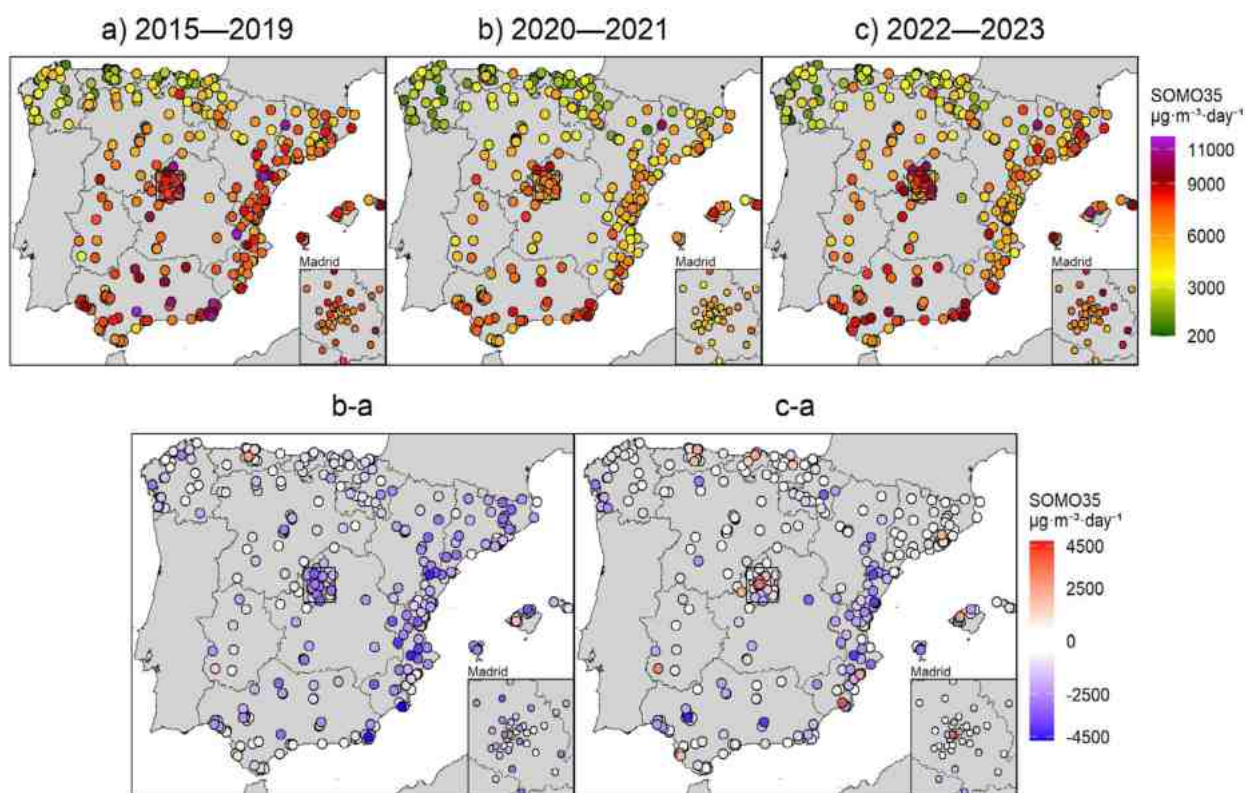 a) 2015—2019
b) 2020—2021
c) 2022—2023
SOMO35
µg·m⁻³·day⁻¹
11000
9000
6000
3000
200
Madrid
Madrid
Madrid
b-a
c-a
SOMO35
µg·m⁻³·day⁻¹
4500
2500
0
-2500
-4500
Madrid
Madrid